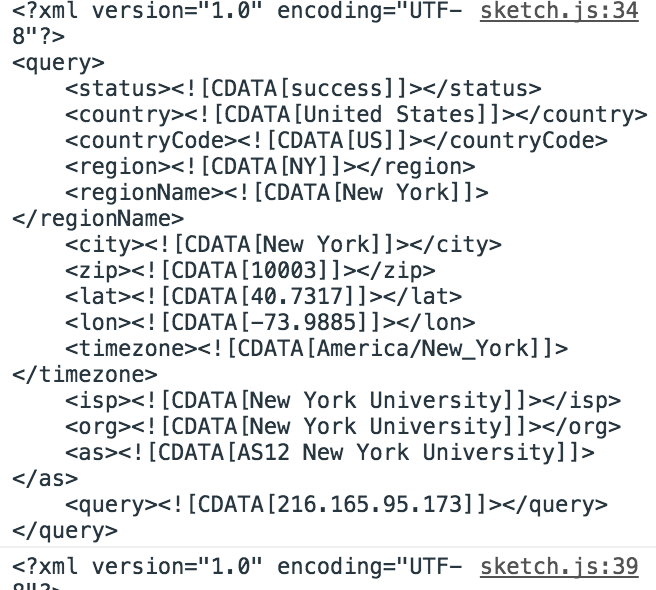 <?xml version="1.0" encoding="UTF- sketch.js:34
8"?>
<query>
    <status><![CDATA[success]]></status>
    <country><![CDATA[United States]]></country>
    <countryCode><![CDATA[US]]></countryCode>
    <region><![CDATA[NY]]></region>
    <regionName><![CDATA[New York]]>
</regionName>
    <city><![CDATA[New York]]></city>
    <zip><![CDATA[10003]]></zip>
    <lat><![CDATA[40.7317]]></lat>
    <lon><![CDATA[-73.9885]]></lon>
    <timezone><![CDATA[America/New_York]]>
</timezone>
    <isp><![CDATA[New York University]]></isp>
    <org><![CDATA[New York University]]></org>
    <as><![CDATA[AS12 New York University]]>
</as>
    <query><![CDATA[216.165.95.173]]></query>
</query>
<?xml version="1.0" encoding="UTF- sketch.js:39
8"?>